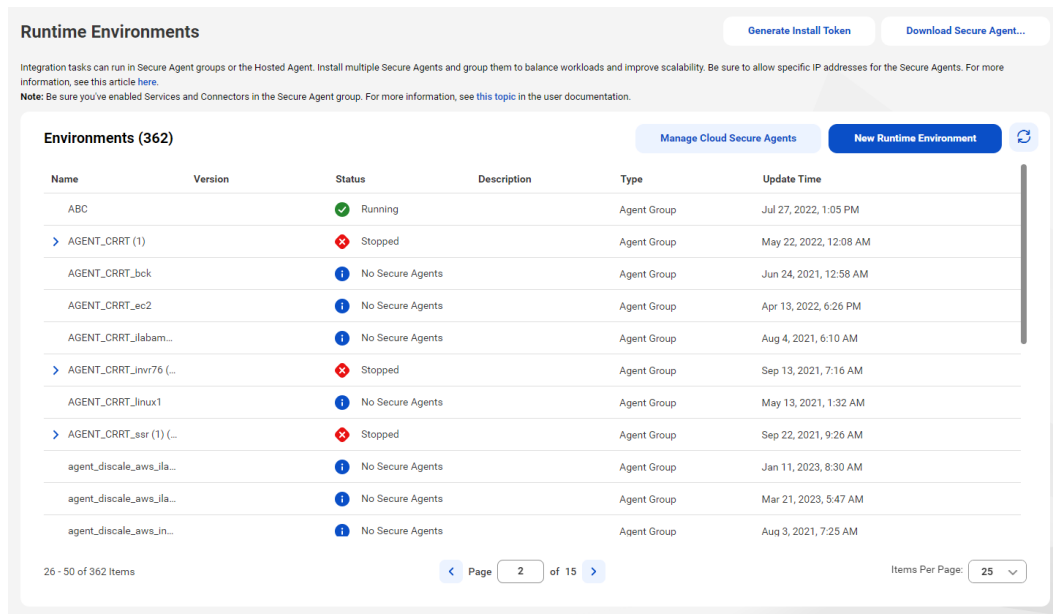 Runtime Environments
Generate Install Token
Download Secure Agent...
Integration tasks can run in Secure Agent groups or the Hosted Agent. Install multiple Secure Agents and group them to balance workloads and improve scalability. Be sure to allow specific IP addresses for the Secure Agents. For more
information, see this article here.
Note: Be sure you've enabled Services and Connectors in the Secure Agent group. For more information, see this topic in the user documentation.
Environments (362)
Manage Cloud Secure Agents
New Runtime Environment
Name Version Status Description Type Update Time
ABC Running Agent Group Jul 27, 2022, 1:05 PM
AGENT_CRRT (1) Stopped Agent Group May 22, 2022, 12:08 AM
AGENT_CRRT_bck No Secure Agents Agent Group Jun 24, 2021, 12:58 AM
AGENT_CRRT_ec2 No Secure Agents Agent Group Apr 13, 2022, 6:26 PM
AGENT_CRRT_ilabam... No Secure Agents Agent Group Aug 4, 2021, 6:10 AM
AGENT_CRRT_invr76 (... Stopped Agent Group Sep 13, 2021, 7:16 AM
AGENT_CRRT_linux1 No Secure Agents Agent Group May 13, 2021, 1:32 AM
AGENT_CRRT_ssr (1) (... Stopped Agent Group Sep 22, 2021, 9:26 AM
agent_discale_aws_ila... No Secure Agents Agent Group Jan 11, 2023, 8:30 AM
agent_discale_aws_ila... No Secure Agents Agent Group Mar 21, 2023, 5:47 AM
agent_discale_aws_in... No Secure Agents Agent Group Aug 3, 2021, 7:25 AM
26 - 50 of 362 Items
Page 2 of 15
Items Per Page: 25